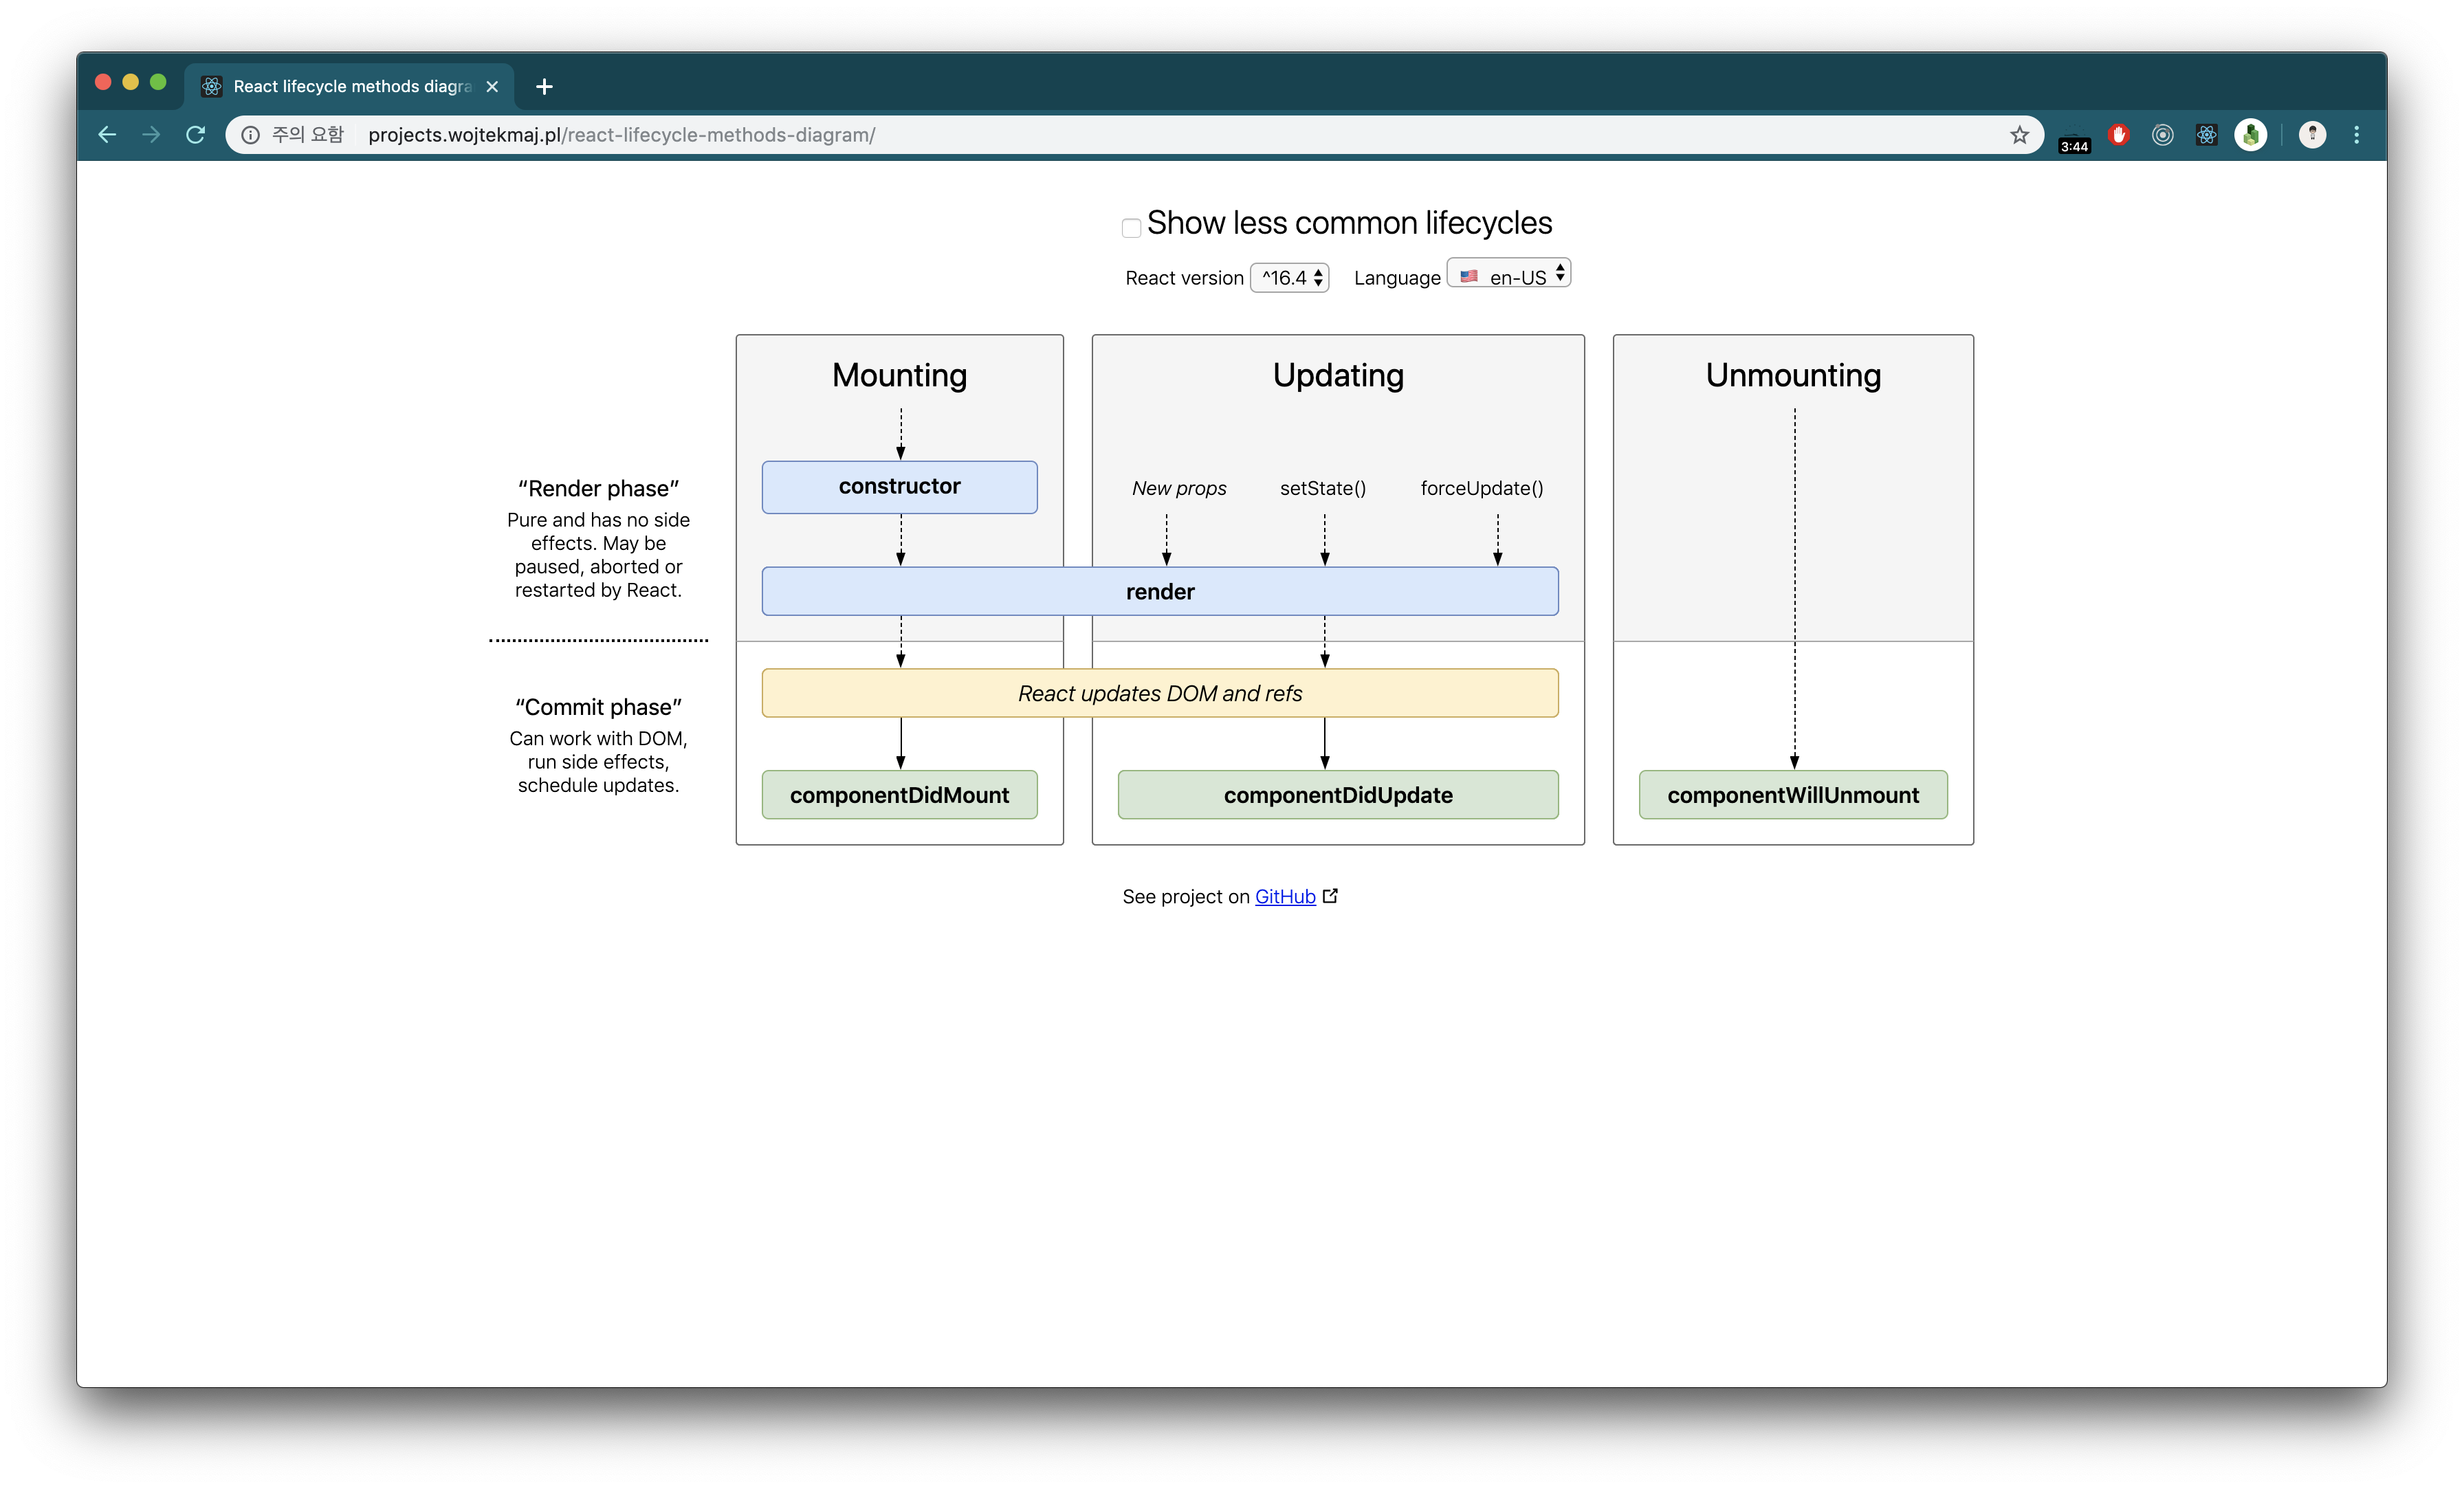 React lifecycle methods diagra
주의 요함 projects.wojtekmaj.pl/react-lifecycle-methods-diagram/
3:44
Show less common lifecycles
React version ^16.4 Language en-US
Mounting
Updating
Unmounting
“Render phase”
Pure and has no side
effects. May be
paused, aborted or
restarted by React.
constructor
New props setState() forceUpdate()
render
“Commit phase”
Can work with DOM,
run side effects,
schedule updates.
React updates DOM and refs
componentDidMount
componentDidUpdate
componentWillUnmount
See project on GitHub